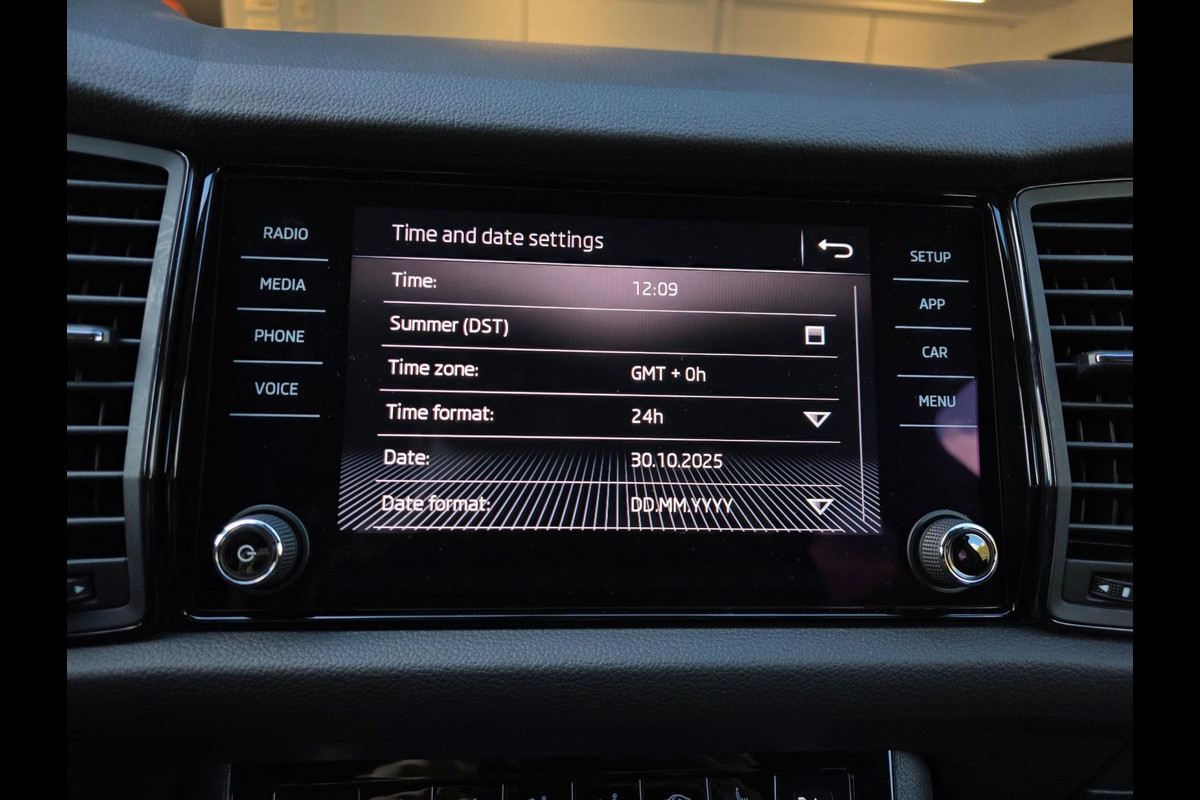 Time and date settings
RADIO
MEDIA
PHONE
VOICE
Time: 12:09
Summer (DST)
Time zone: GMT + 0h
Time format: 24h
Date: 30.10.2025
Date format: DD.MM.YYYY
SETUP
APP
CAR
MENU